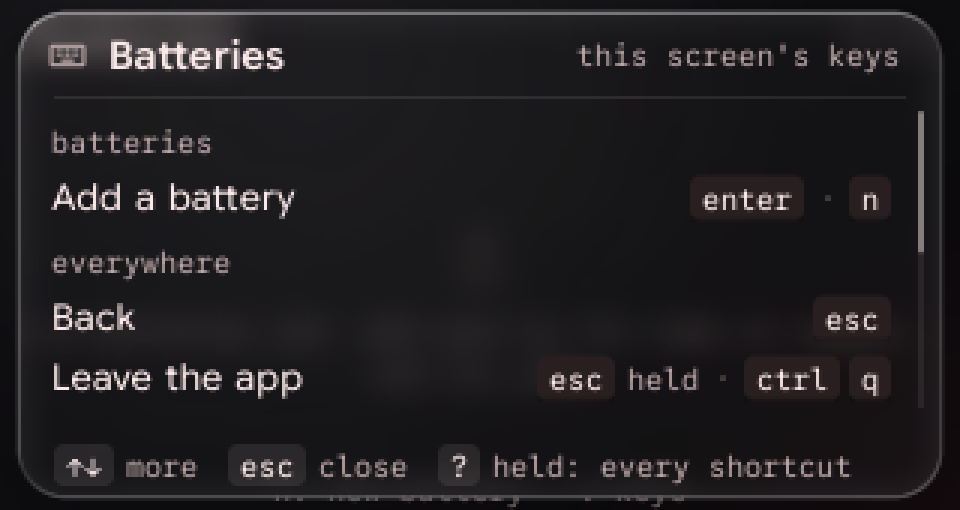 Batteries this screen's keys
batteries
Add a battery enter · n
everywhere
Back esc
Leave the app esc held · ctrl q
↑↓ more esc close ? held: every shortcut